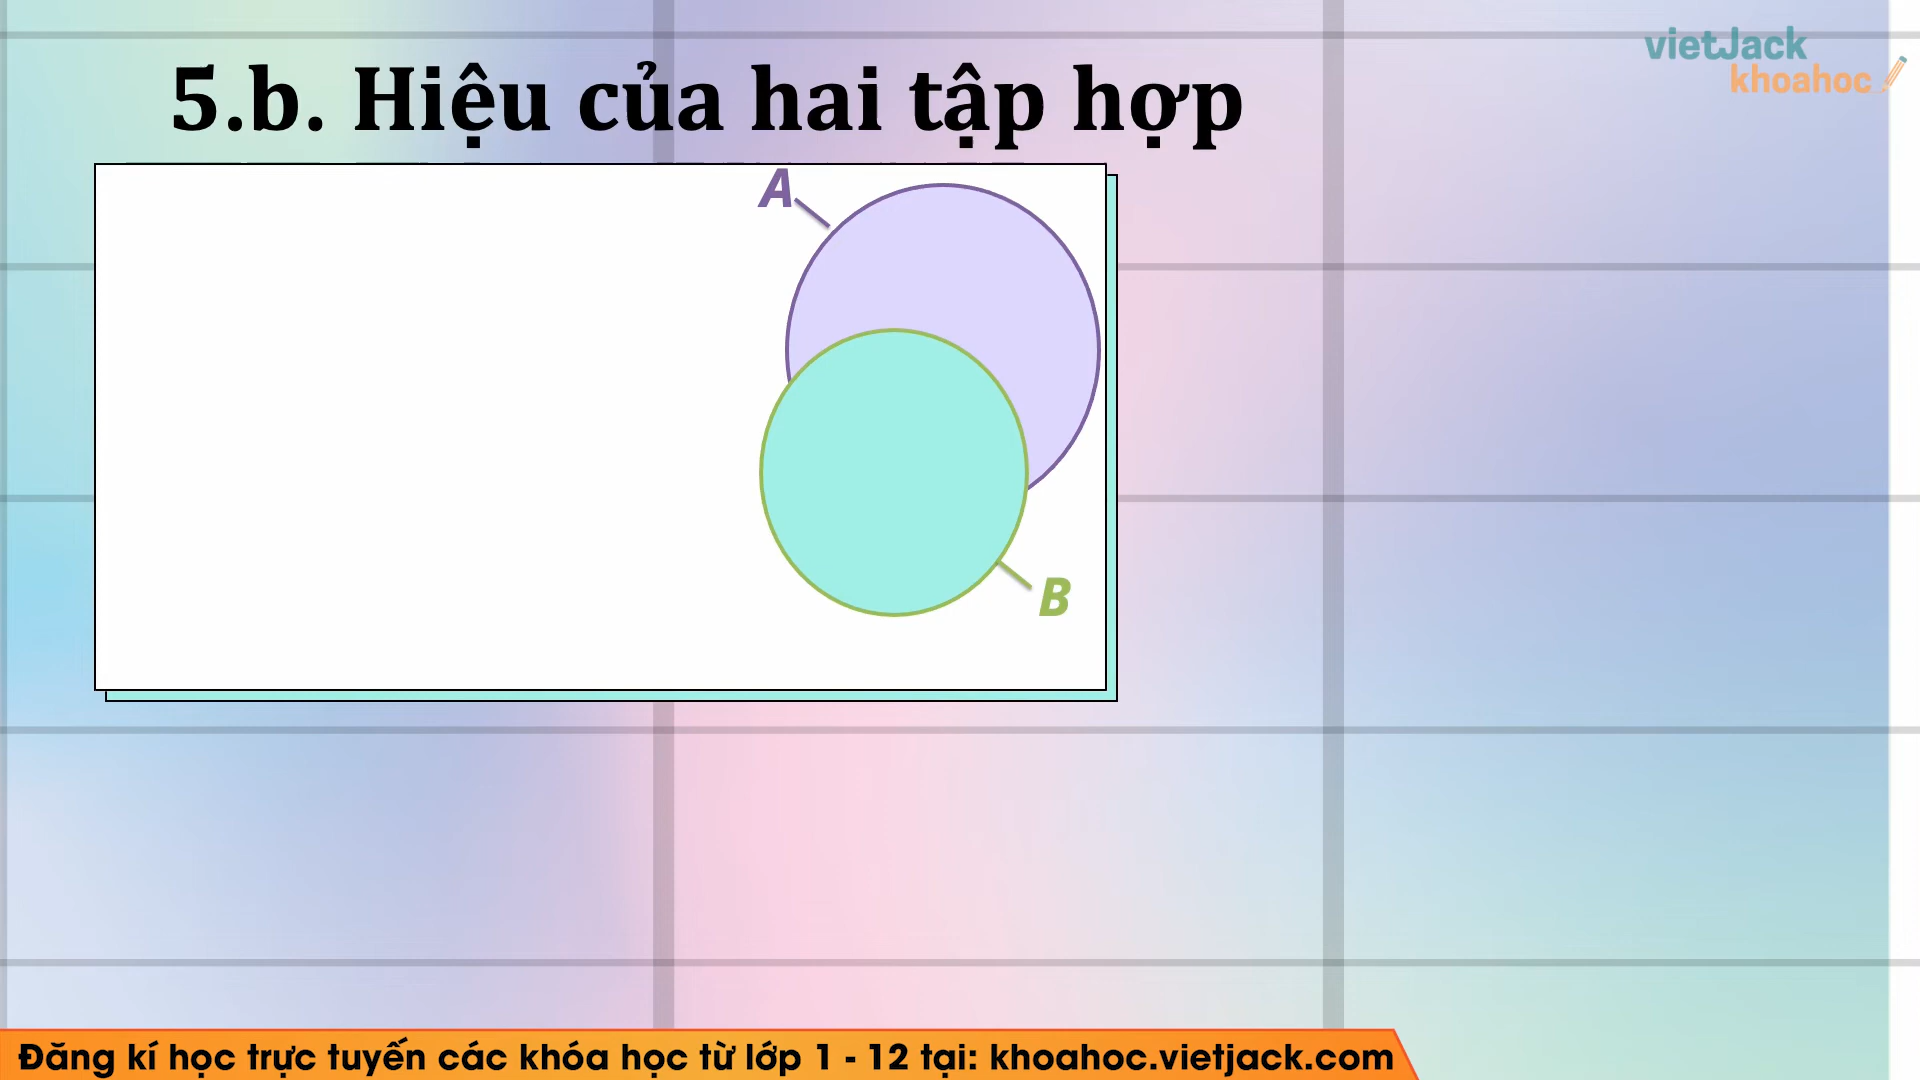 vietJack
khoahoc
5.b. Hiệu của hai tập hợp
A
B
Đăng kí học trực tuyến các khóa học từ lớp 1 - 12 tại: khoahoc.vietjack.com